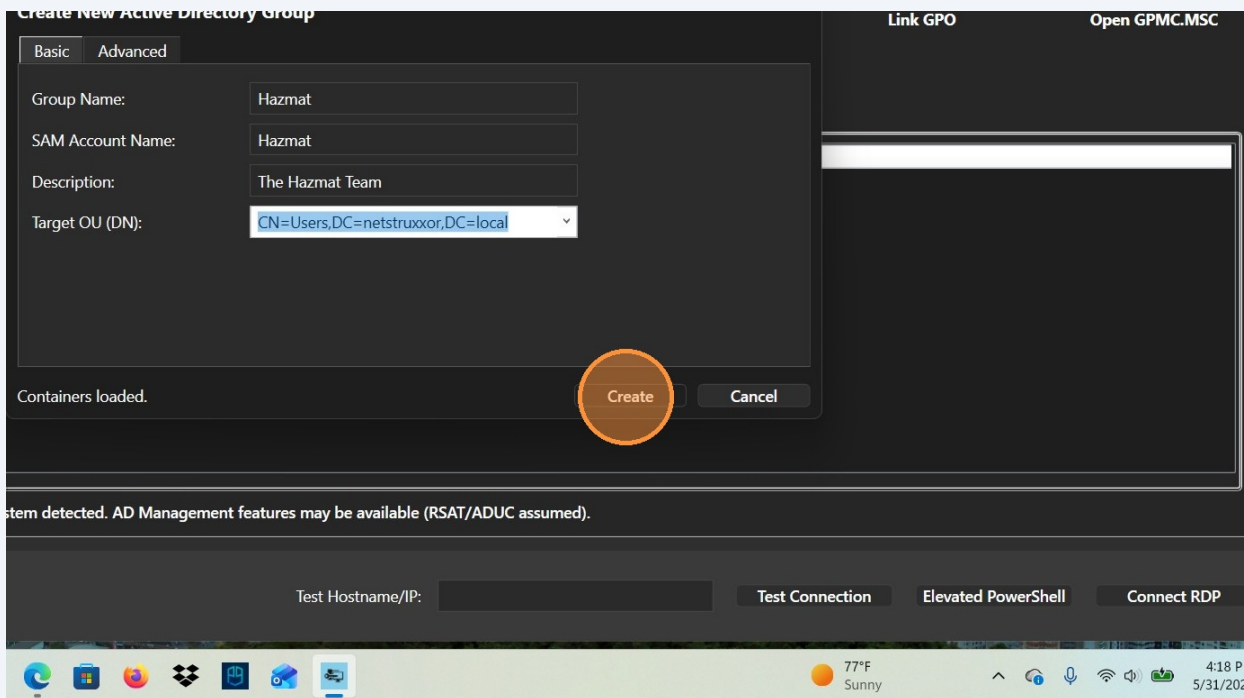 Create New Active Directory Group
Link GPO Open GPMC.MSC
Basic Advanced
Group Name: Hazmat
SAM Account Name: Hazmat
Description: The Hazmat Team
Target OU (DN): CN=Users,DC=netstruxxor,DC=local
Containers loaded. Create Cancel
detected. AD Management features may be available (RSAT/ADUC assumed).
Test Hostname/IP: Test Connection Elevated PowerShell Connect RDP
77°F
Sunny
4:18 P
5/31/202